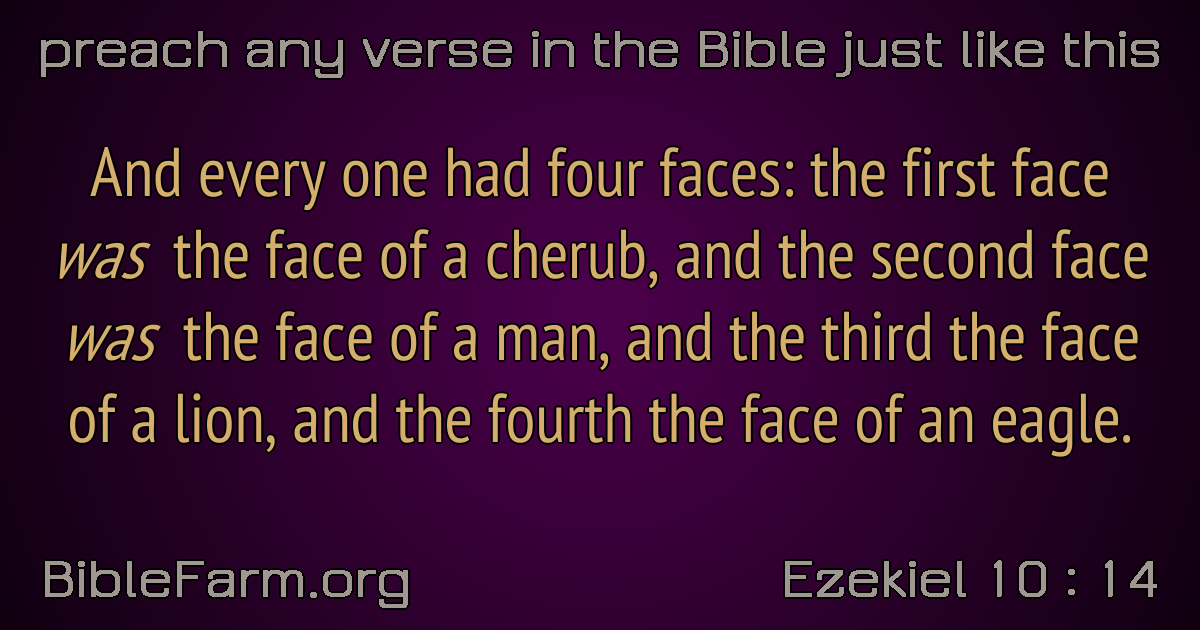 preach any verse in the Bible just like this
And every one had four faces: the first face
was the face of a cherub, and the second face
was the face of a man, and the third the face
of a lion, and the fourth the face of an eagle.
BibleFarm.org
Ezekiel 10 : 14